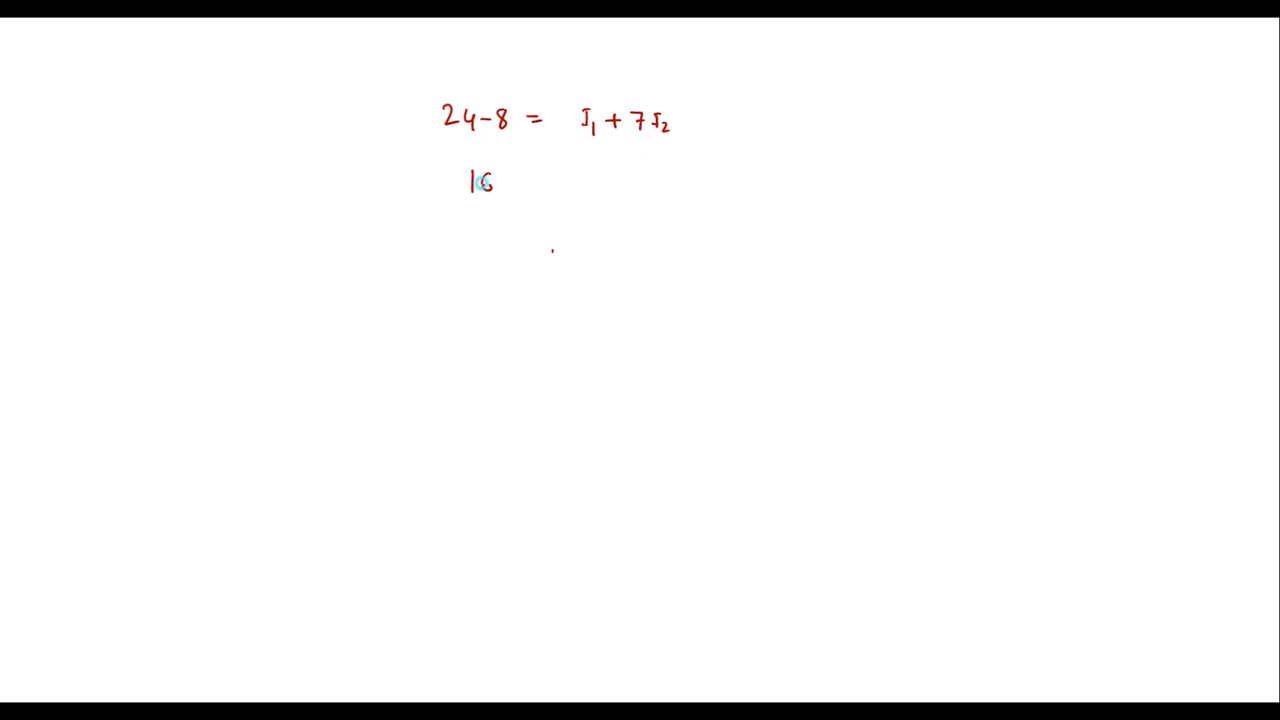 24-8 = I₁ + 7I₂
16